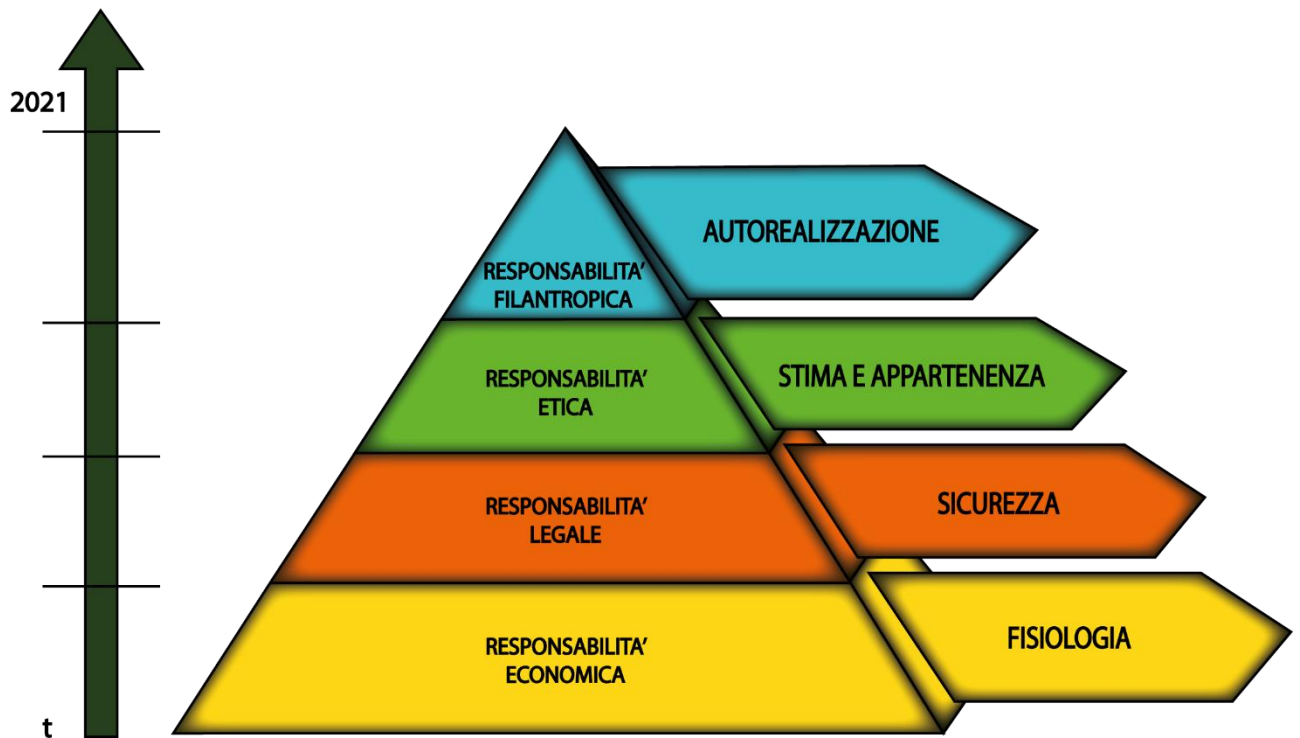 2021
AUTOREALIZZAZIONE
RESPONSABILITA'
FILANTROPICA
STIMA E APPARTENENZA
RESPONSABILITA'
ETICA
SICUREZZA
RESPONSABILITA'
LEGALE
FISIOLOGIA
RESPONSABILITA'
ECONOMICA
t